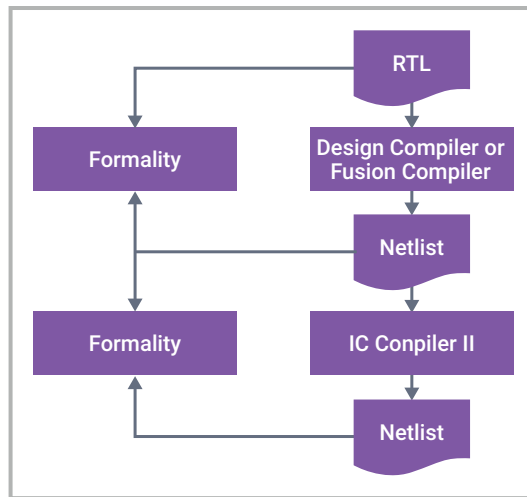 RTL
Formality
Design Compiler or
Fusion Compiler
Netlist
Formality
IC Conpiler II
Netlist